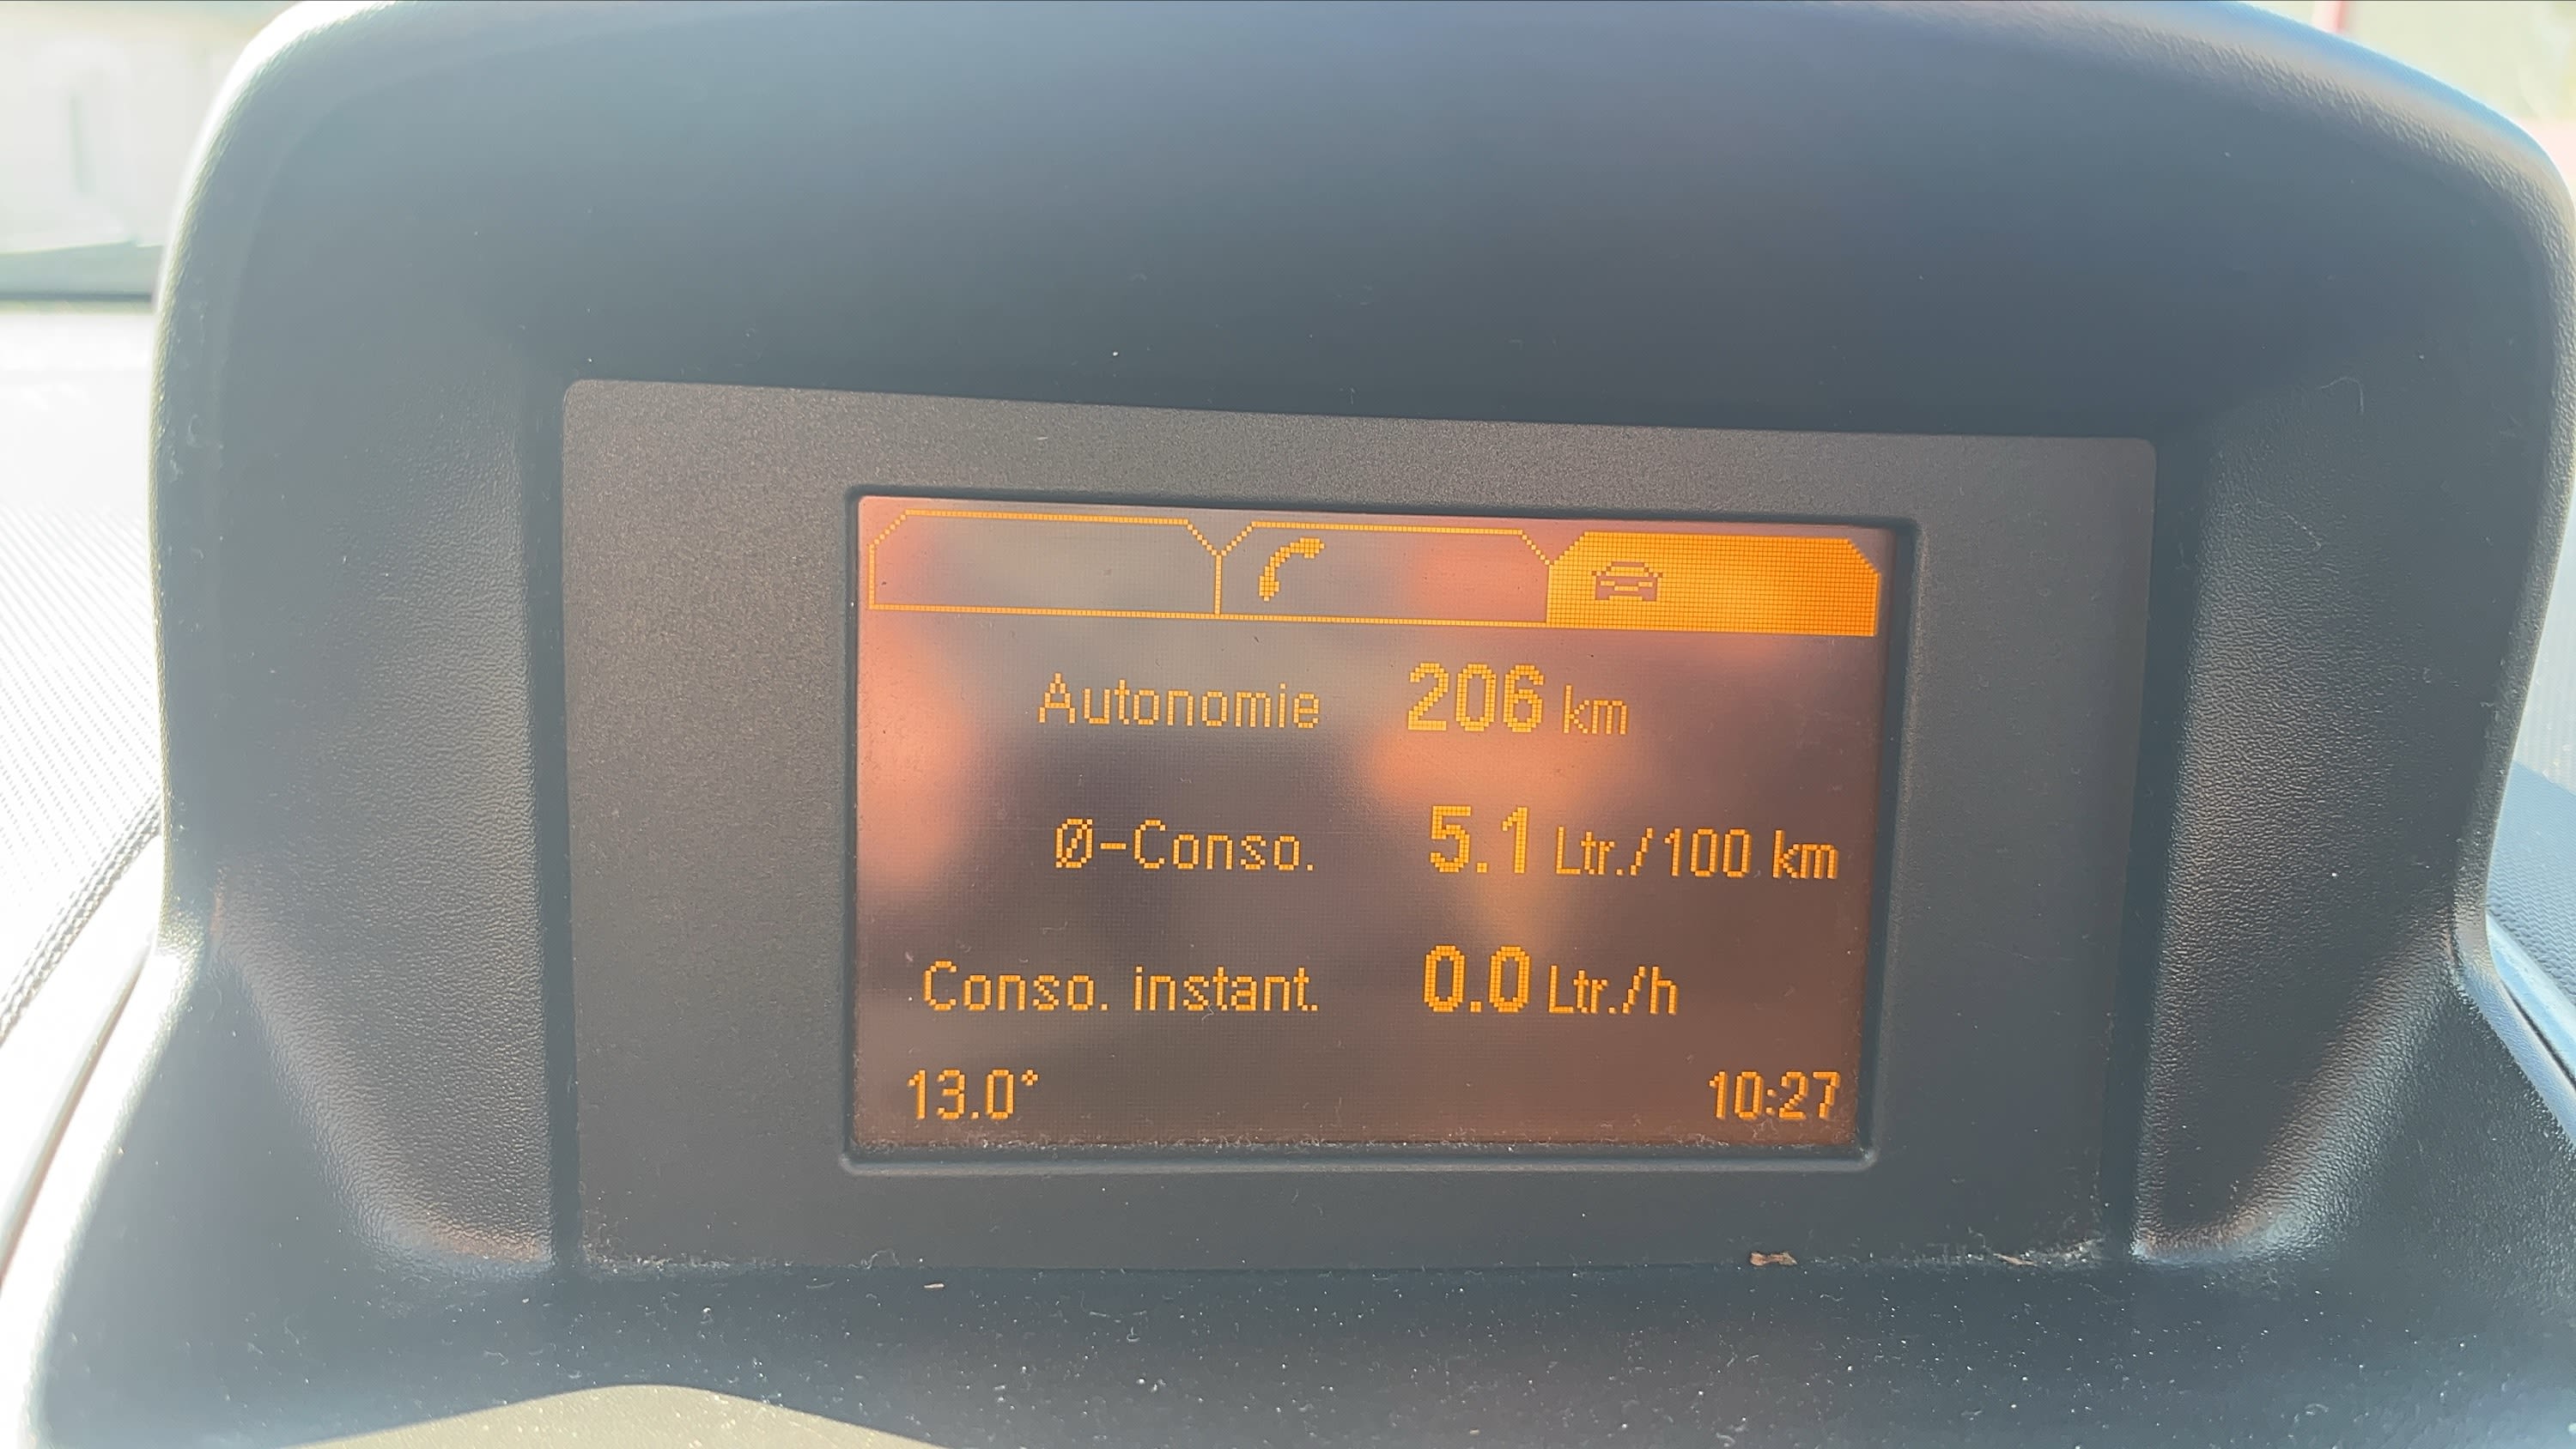 Autonomie 206 km
Ø-Conso. 5.1 Ltr./100 km
Conso. instant. 0.0 Ltr./h
13.0° 10:27